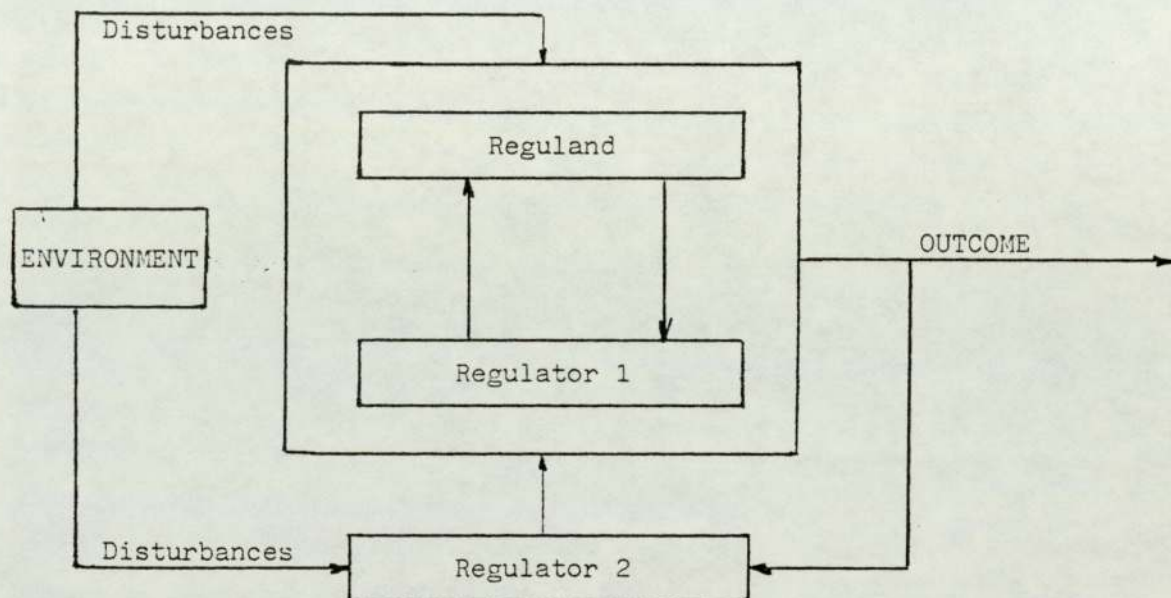 Disturbances
Reguland
ENVIRONMENT
OUTCOME
Regulator 1
Disturbances
Regulator 2